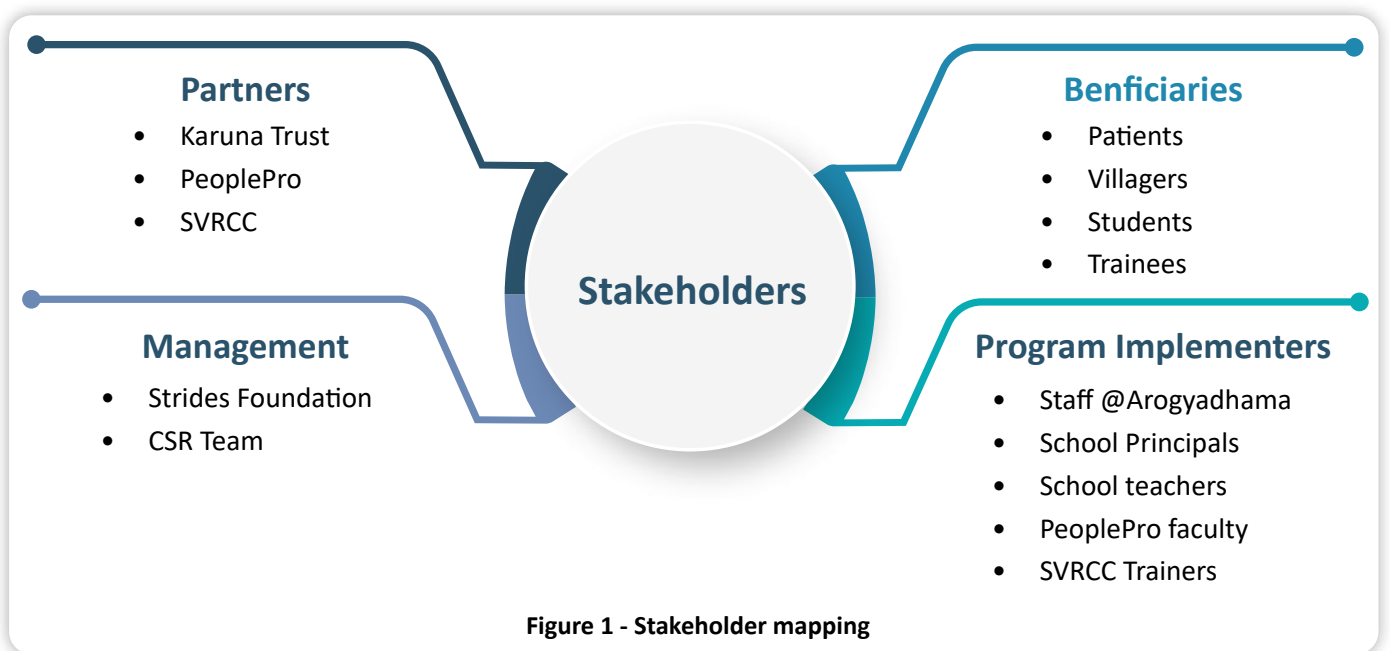 Partners
• Karuna Trust
• PeoplePro
• SVRCC
Benficiaries
• Patients
• Villagers
• Students
• Trainees
Stakeholders
Management
• Strides Foundation
• CSR Team
Program Implementers
• Staff @Arogyadhama
• School Principals
• School teachers
• PeoplePro faculty
• SVRCC Trainers
Figure 1 - Stakeholder mapping